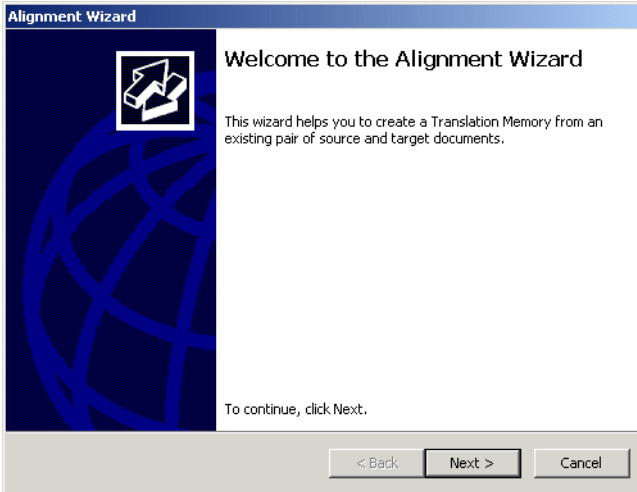 Alignment Wizard
Welcome to the Alignment Wizard
This wizard helps you to create a Translation Memory from an
existing pair of source and target documents.
To continue, click Next.
< Back
Next >
Cancel